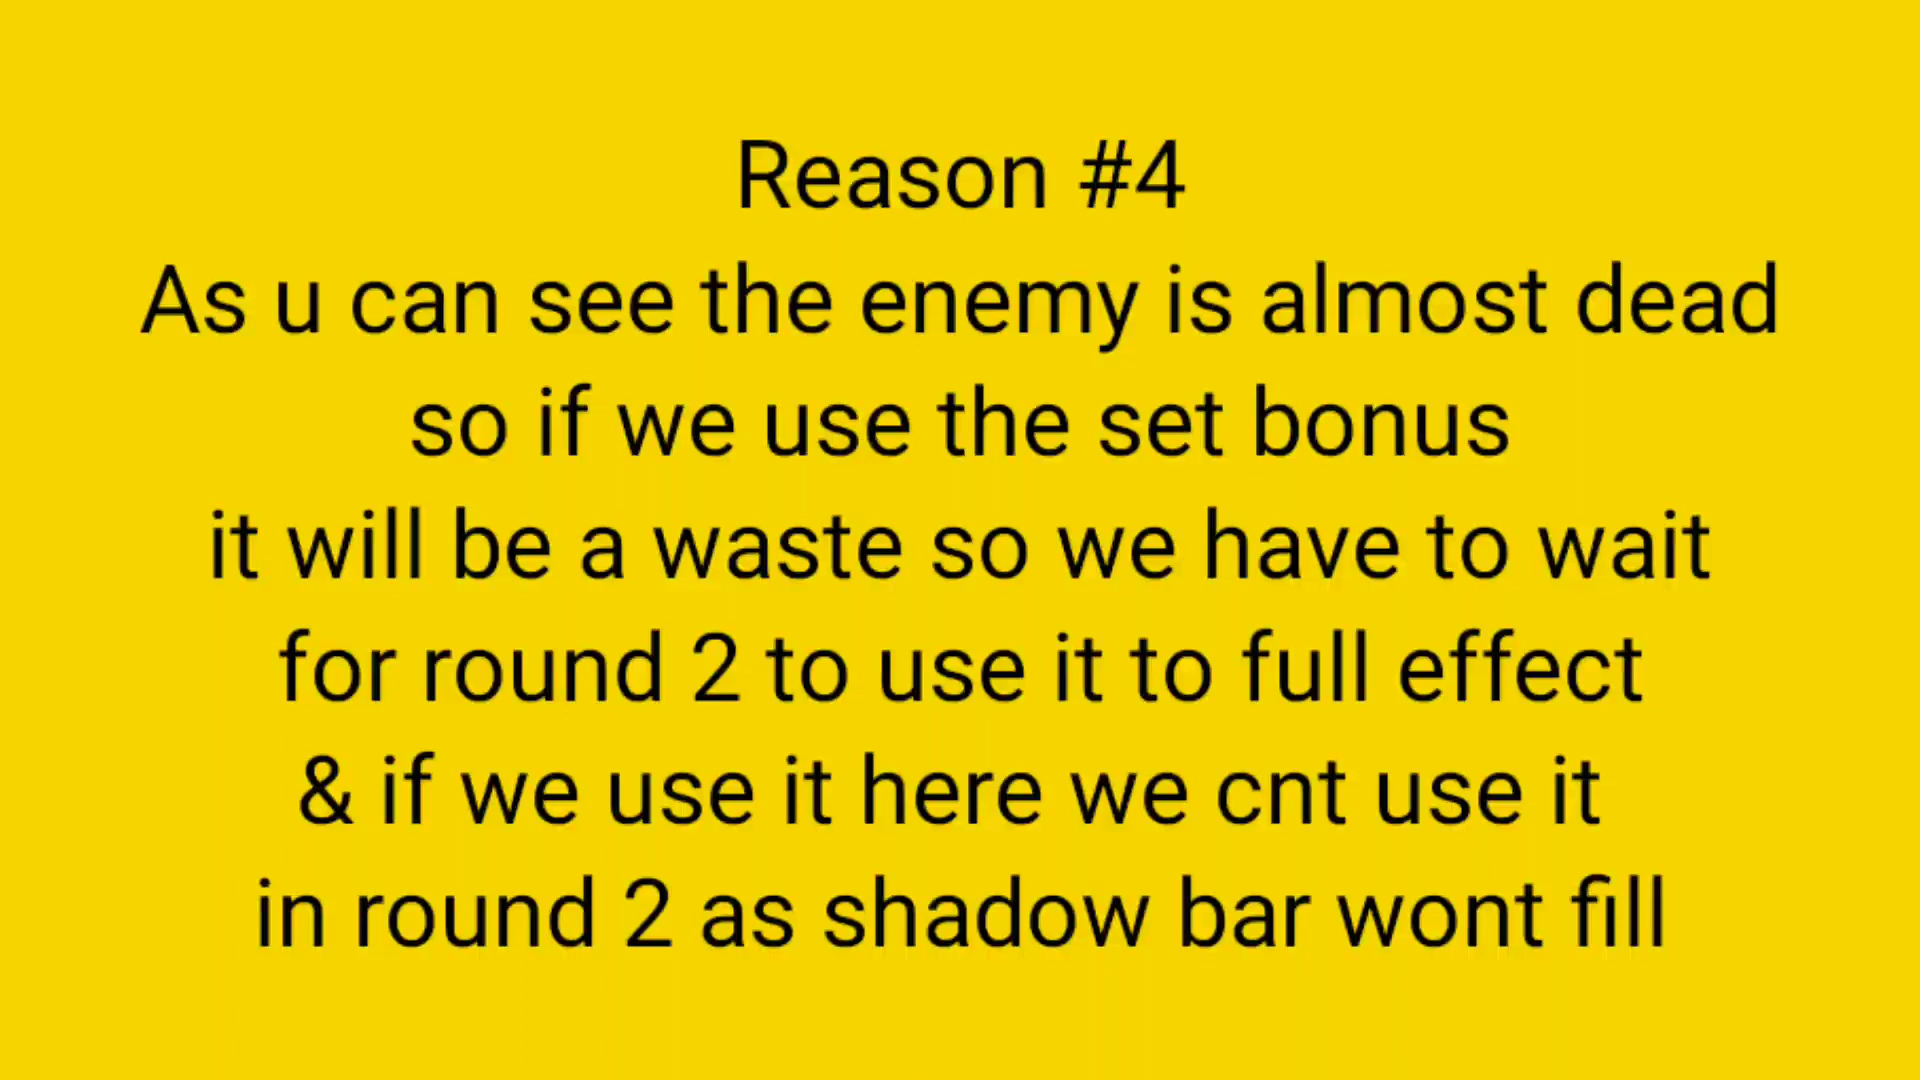 Reason #4
As u can see the enemy is almost dead
so if we use the set bonus
it will be a waste so we have to wait
for round 2 to use it to full effect
& if we use it here we cnt use it
in round 2 as shadow bar wont fill